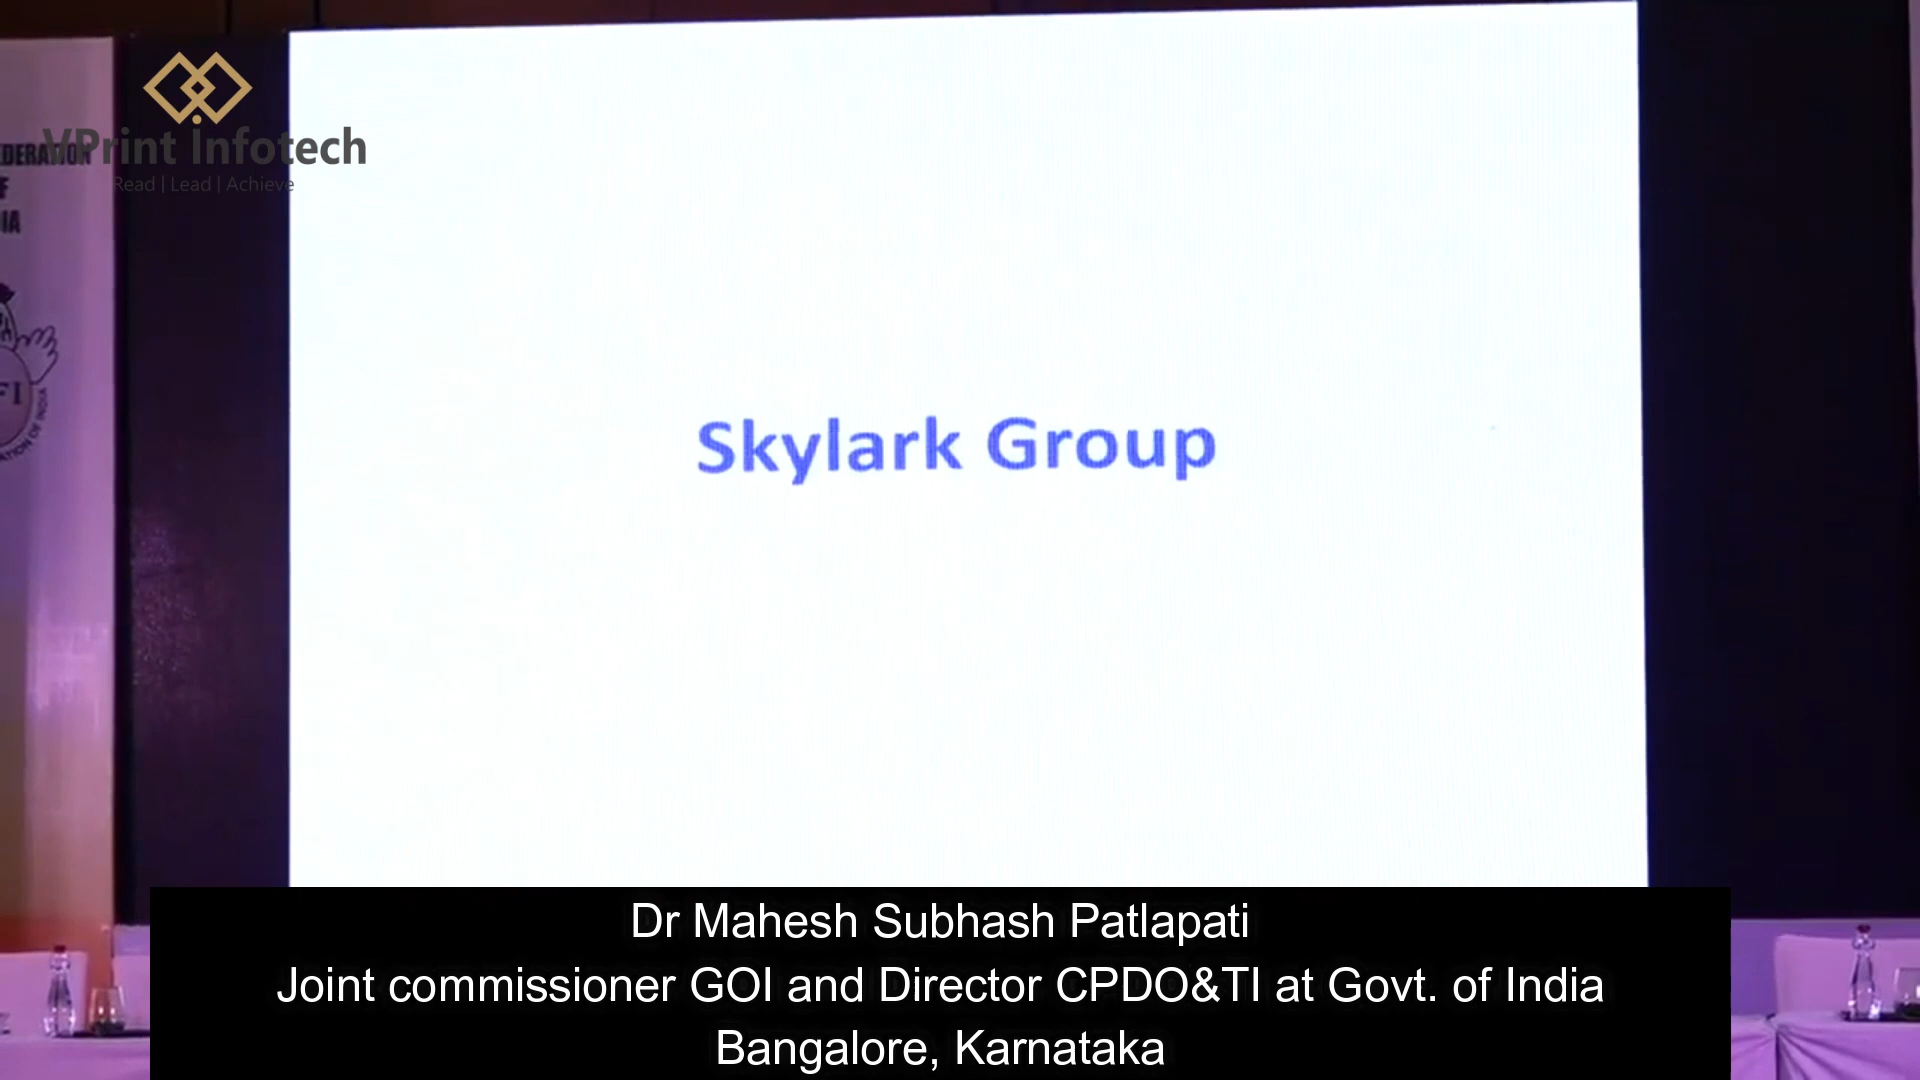 VPrint Infotech
Read | Lead | Achieve
Skylark Group
Dr Mahesh Subhash Patlapati
Joint commissioner GOI and Director CPDO&TI at Govt. of India
Bangalore, Karnataka